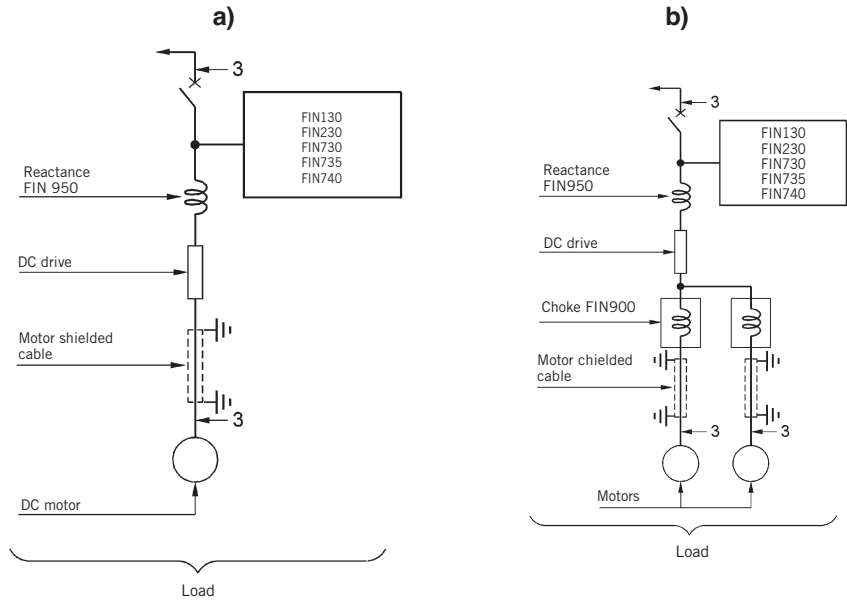 a)
3
FIN130
FIN230
FIN730
FIN735
FIN740
Reactance
FIN 950
DC drive
Motor shielded
cable
3
DC motor
Load
b)
3
FIN130
FIN230
FIN730
FIN735
FIN740
Reactance
FIN950
DC drive
Choke FIN900
Motor chielded
cable
3
3
Motors
Load